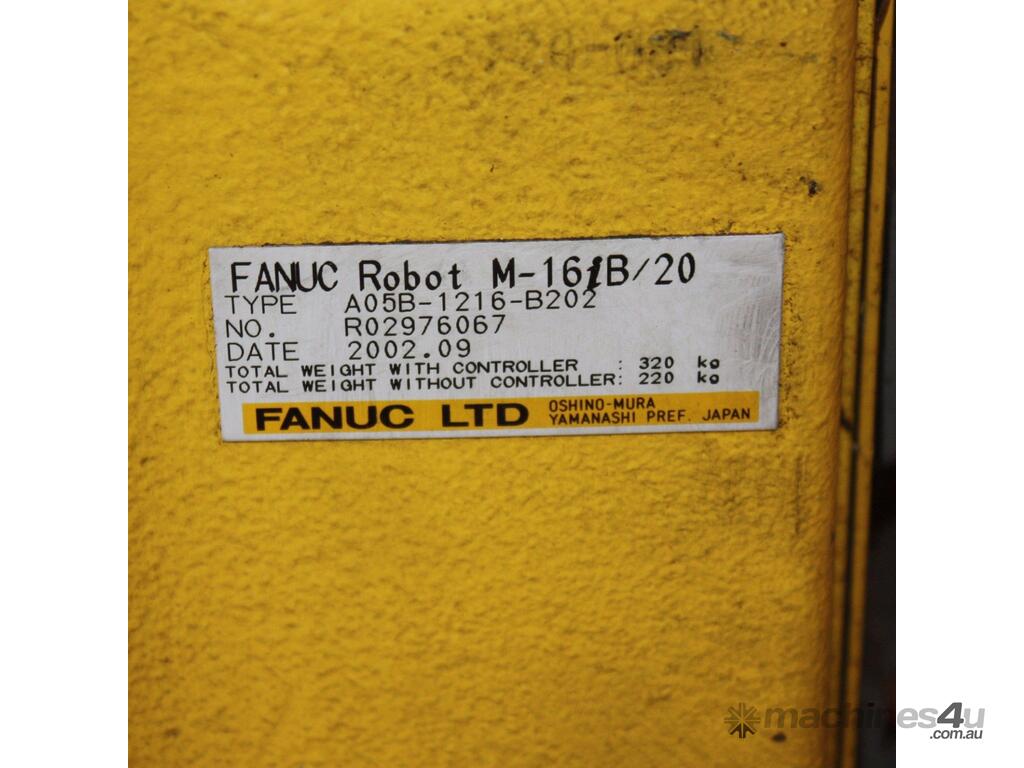 FANUC Robot M-16iB/20
TYPE A05B-1216-B202
NO. R02976067
DATE 2002.09
TOTAL WEIGHT WITH CONTROLLER : 320 kg
TOTAL WEIGHT WITHOUT CONTROLLER: 220 kg
FANUC LTD OSHINO-MURA
YAMANASHI PREF. JAPAN
machines4u
.com.au